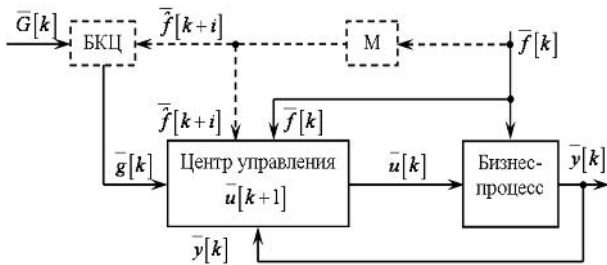 G̅[k]
БКЦ
f̅̂[k+i]
М
f̅[k]
f̅̂[k+i]
f̅[k]
g̅[k]
Центр управления
u̅[k+1]
u̅[k]
Бизнес-
процесс
y̅[k]
y̅[k]